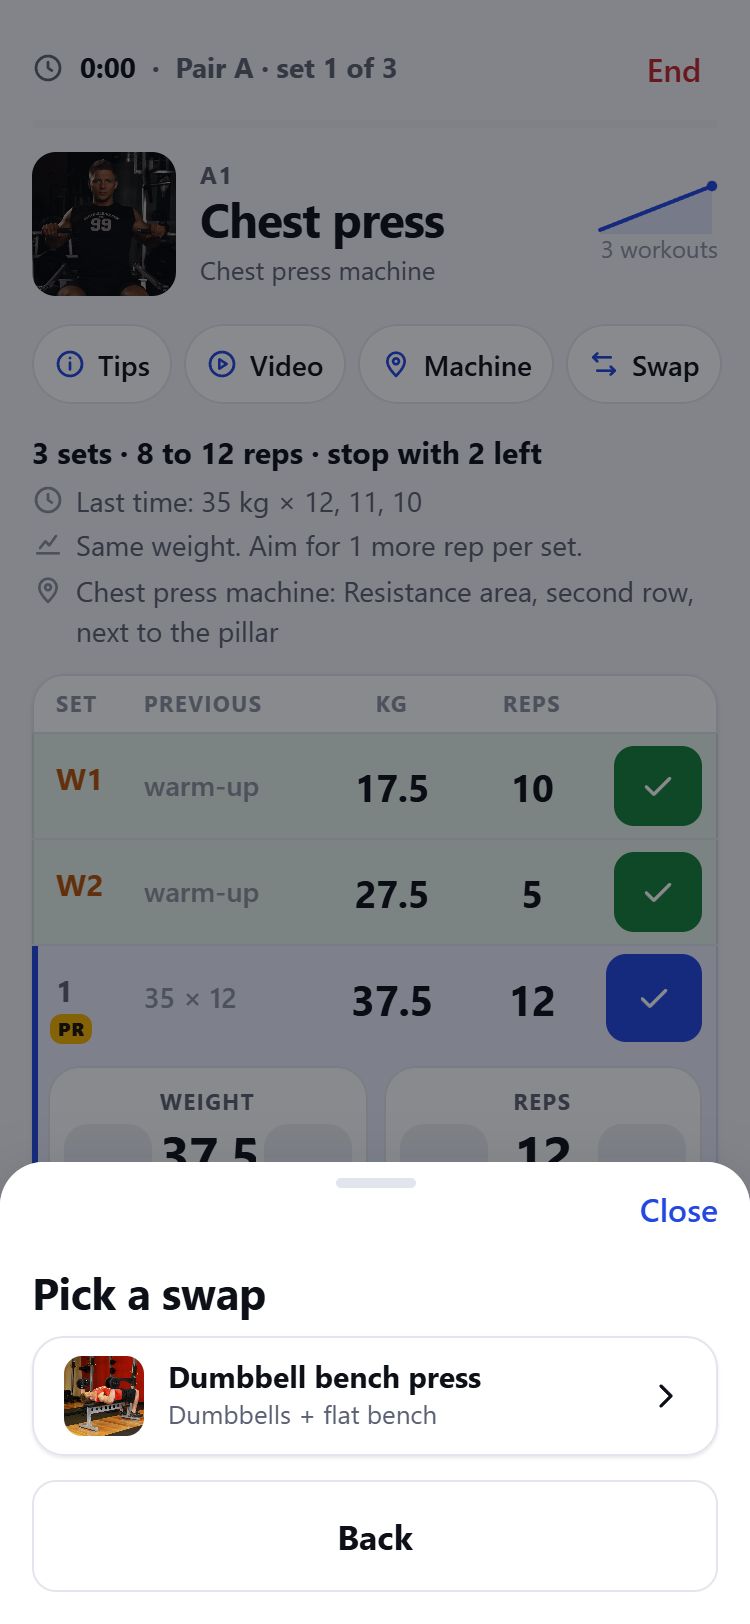 0:00 · Pair A · set 1 of 3
End
A1
Chest press
Chest press machine
99
3 workouts
Tips
Video
Machine
Swap
3 sets · 8 to 12 reps · stop with 2 left
Last time: 35 kg × 12, 11, 10
Same weight. Aim for 1 more rep per set.
Chest press machine: Resistance area, second row,
next to the pillar
SET PREVIOUS KG REPS
W1 warm-up 17.5 10
W2 warm-up 27.5 5
1 35 × 12 37.5 12
PR
WEIGHT REPS
37.5 12
Close
Pick a swap
Dumbbell bench press
Dumbbells + flat bench
Back